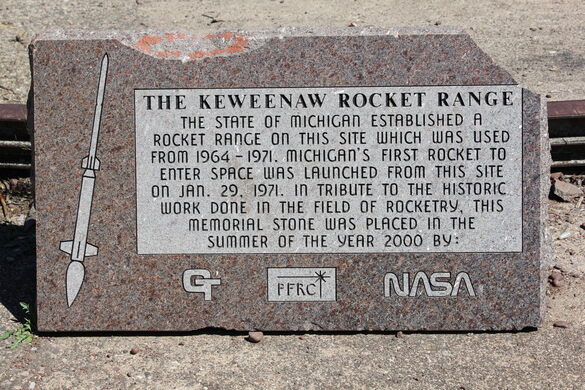 THE KEWEENAW ROCKET RANGE
THE STATE OF MICHIGAN ESTABLISHED A
ROCKET RANGE ON THIS SITE WHICH WAS USED
FROM 1964 - 1971. MICHIGAN'S FIRST ROCKET TO
ENTER SPACE WAS LAUNCHED FROM THIS SITE
ON JAN. 29, 1971. IN TRIBUTE TO THE HISTORIC
WORK DONE IN THE FIELD OF ROCKETRY, THIS
MEMORIAL STONE WAS PLACED IN THE
SUMMER OF THE YEAR 2000 BY:
FFRC
NASA